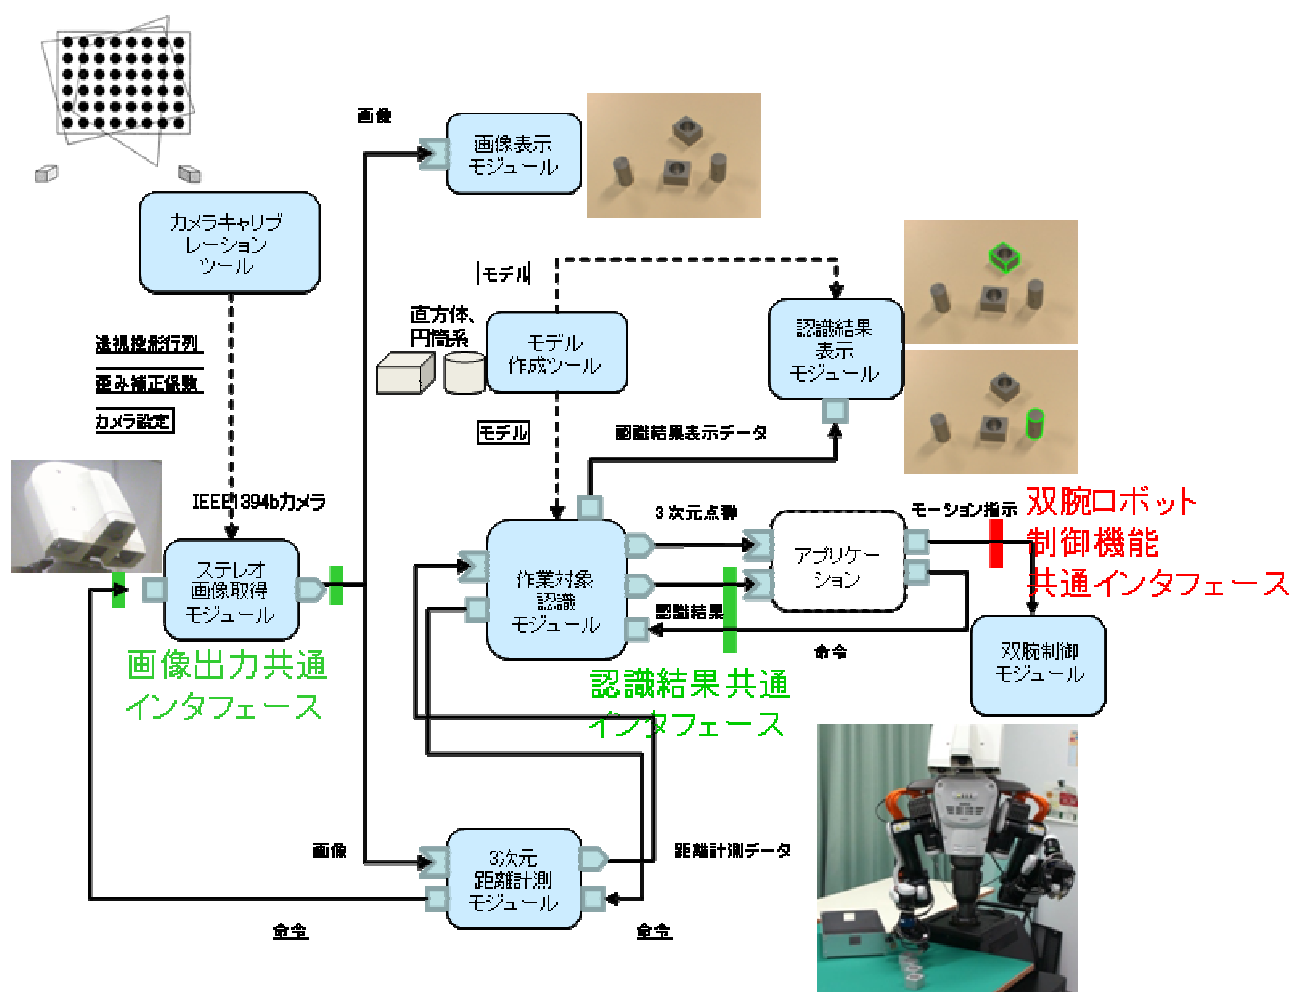 画像
画像表示
モジュール
カメラキャリブ
レーション
ツール
モデル
直方体、
円筒系
モデル
作成ツール
認識結果
表示
モジュール
透視投影行列
歪み補正係数
カメラ設定
モデル
認識結果表示データ
IEEE1394bカメラ
3次元点群
モーション指示
双腕ロボット
制御機能
共通インタフェース
ステレオ
画像取得
モジュール
作業対象
認識
モジュール
アプリケー
ション
認識結果
命令
双腕制御
モジュール
画像出力共通
インタフェース
認識結果共通
インタフェース
画像
3次元
距離計測
モジュール
距離計測データ
命令
命令